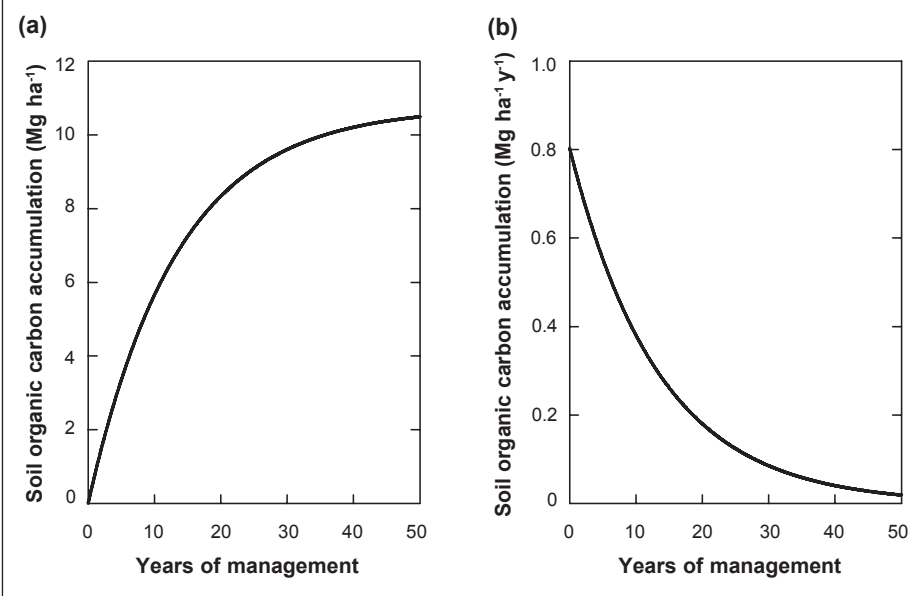 (a)
Soil organic carbon accumulation (Mg ha-1)
12
10
8
6
4
2
0
0 10 20 30 40 50
Years of management
(b)
Soil organic carbon accumulation (Mg ha-1 y-1)
1.0
0.8
0.6
0.4
0.2
0
0 10 20 30 40 50
Years of management